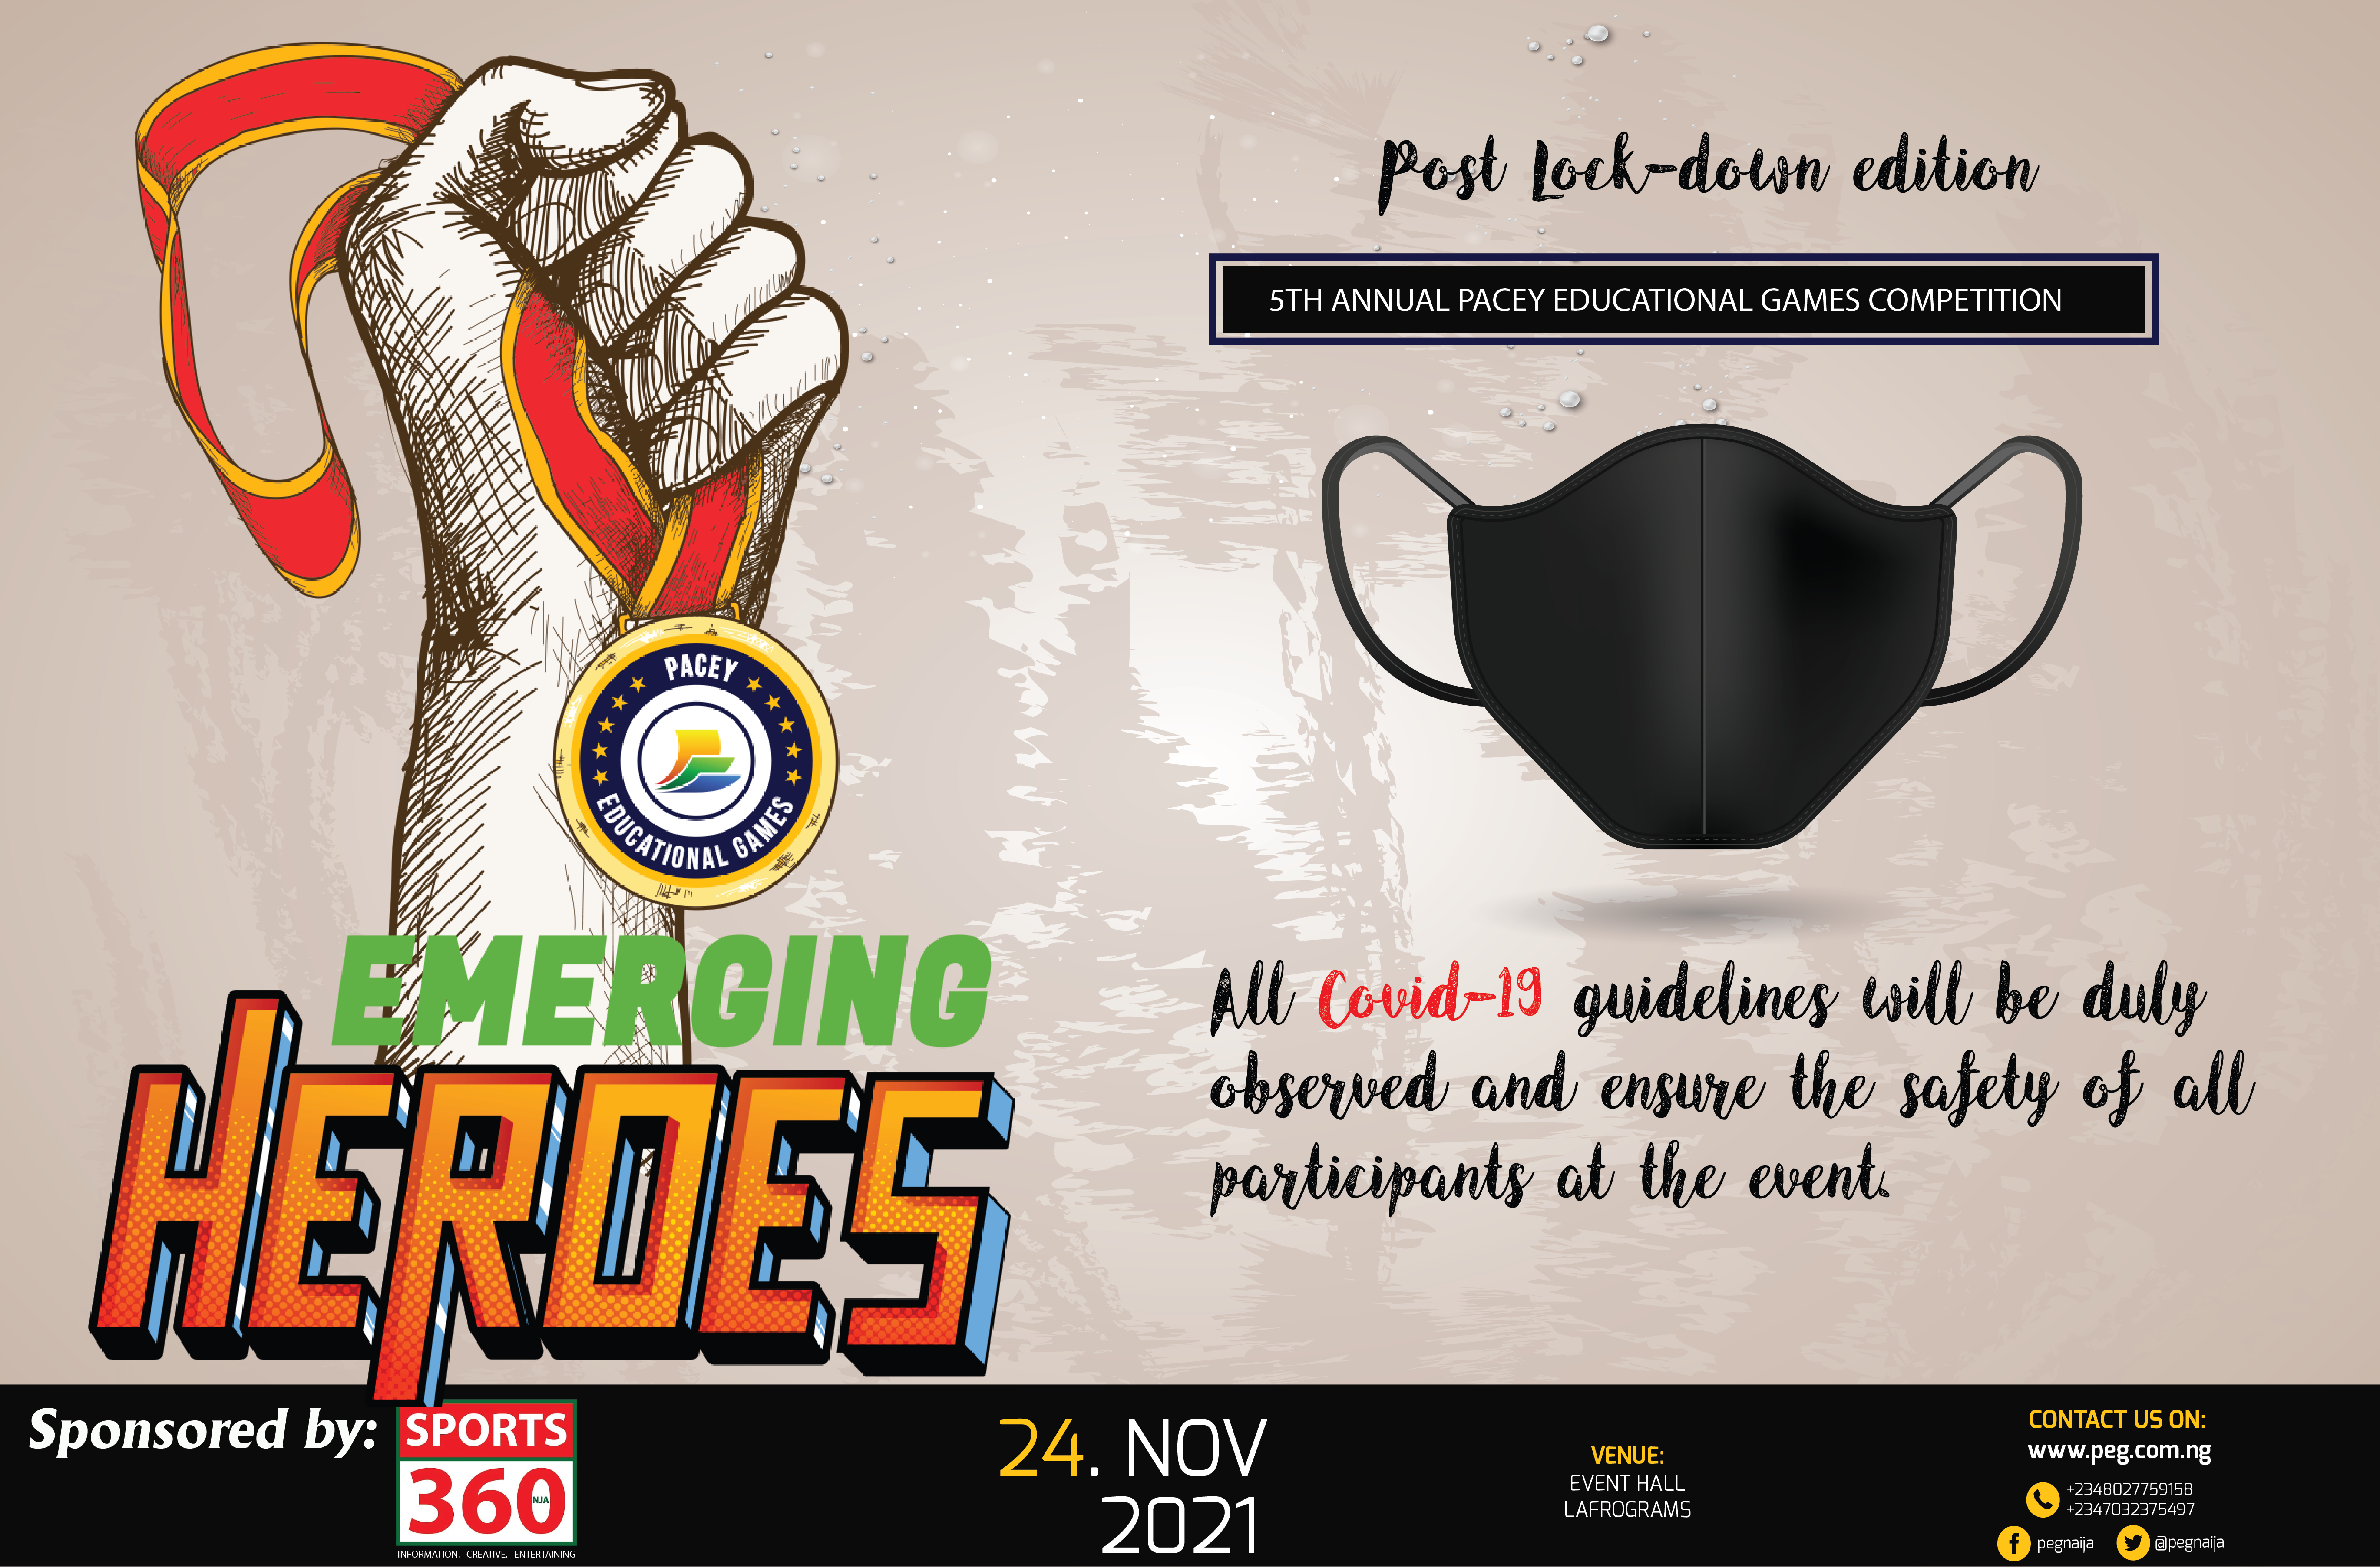 Post Lock-down edition
5TH ANNUAL PACEY EDUCATIONAL GAMES COMPETITION
PACEY
EDUCATIONAL GAMES
EMERGING
HEROES
All Covid-19 guidelines will be duly
observed and ensure the safety of all
participants at the event.
Sponsored by:
SPORTS
360
NJA
INFORMATION. CREATIVE. ENTERTAINING
24. NOV
2021
VENUE:
EVENT HALL
LAFROGRAMS
CONTACT US ON:
www.peg.com.ng
+2348027759158
+2347032375497
pegnaija
@pegnaija